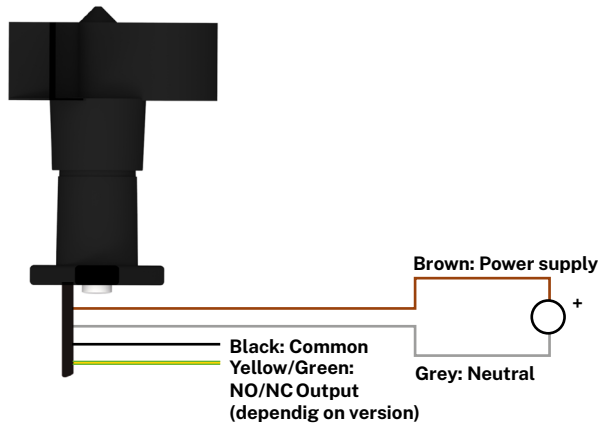 Brown: Power supply
+
Black: Common
Yellow/Green:
NO/NC Output
(dependig on version)
Grey: Neutral